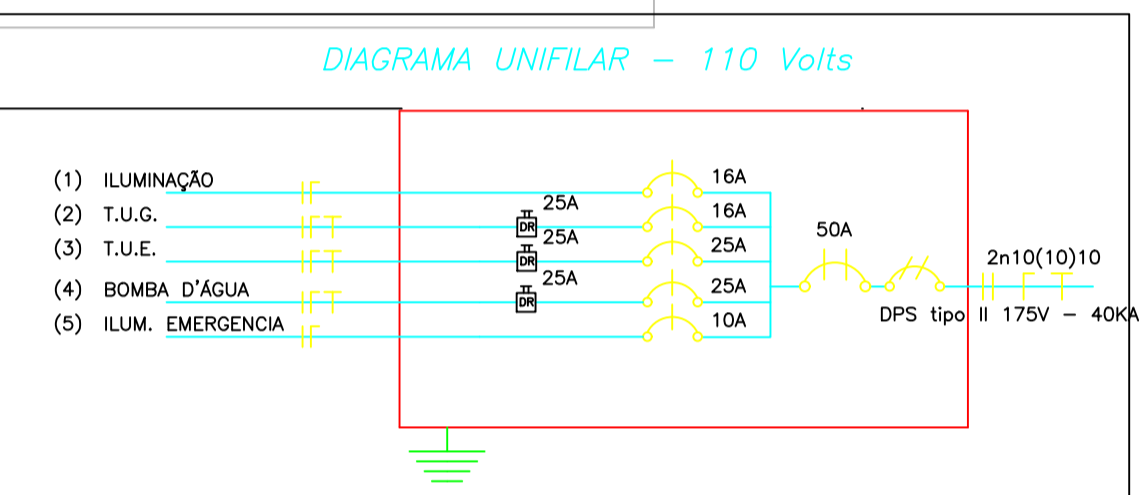 DIAGRAMA UNIFILAR – 110 Volts
(1) ILUMINAÇÃO
16A
(2) T.U.G.
DR
25A
16A
(3) T.U.E.
DR
25A
25A
(4) BOMBA D'ÁGUA
DR
25A
25A
(5) ILUM. EMERGENCIA
10A
50A
2n10(10)10
DPS tipo II 175V – 40KA